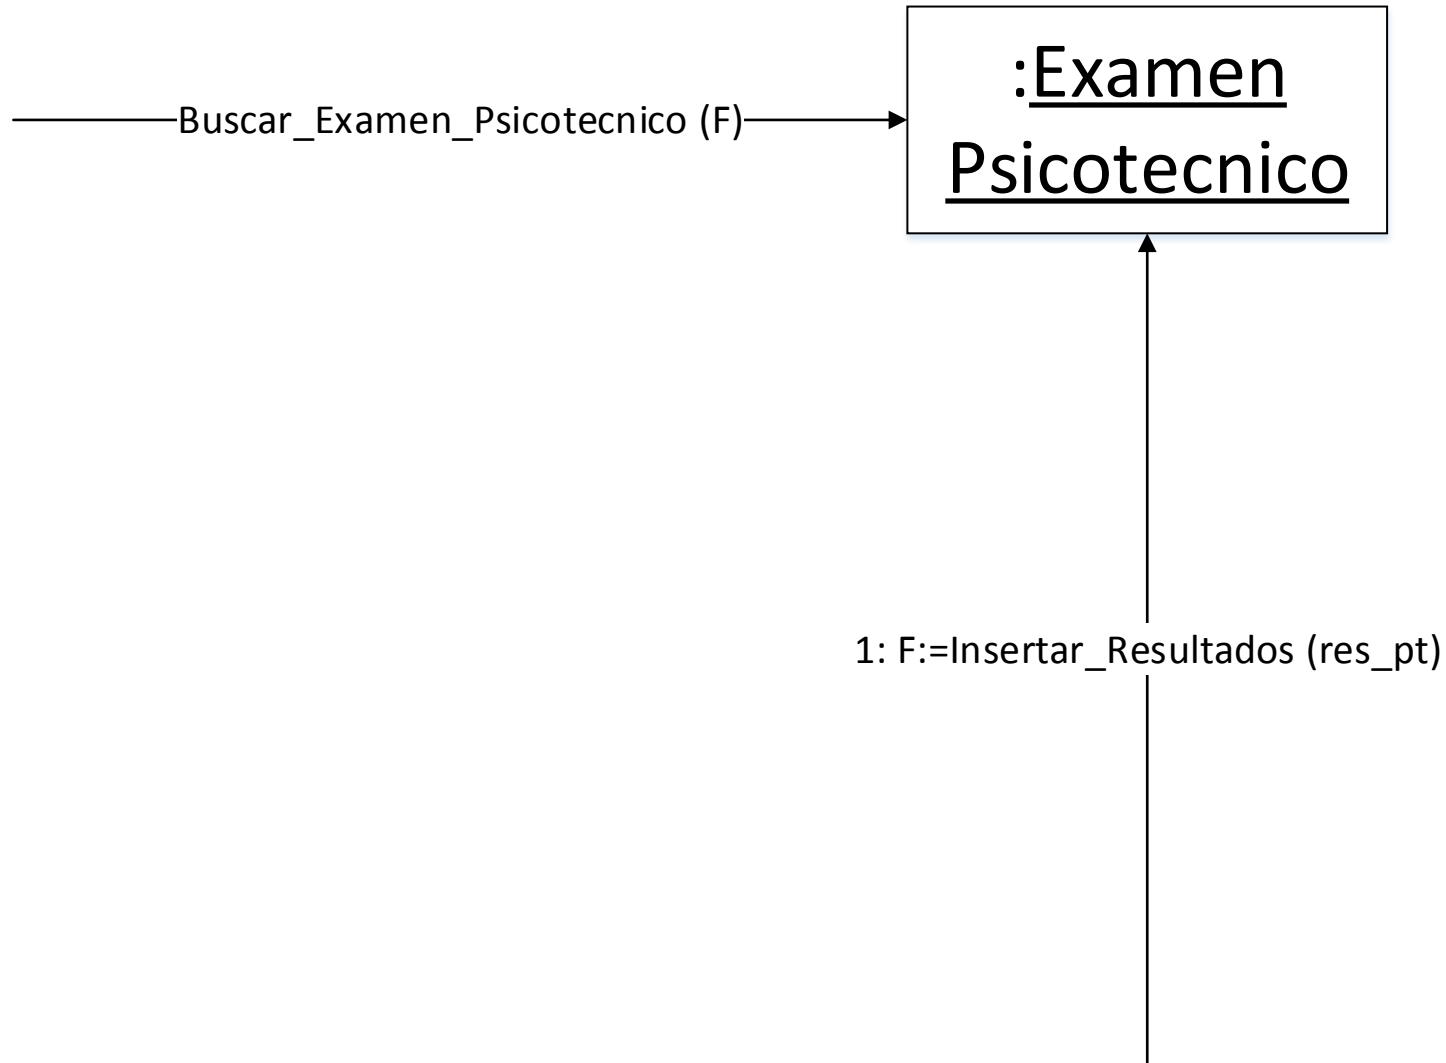 :Examen
Psicotecnico
Buscar_Examen_Psicotecnico (F)
1: F:=Insertar_Resultados (res_pt)